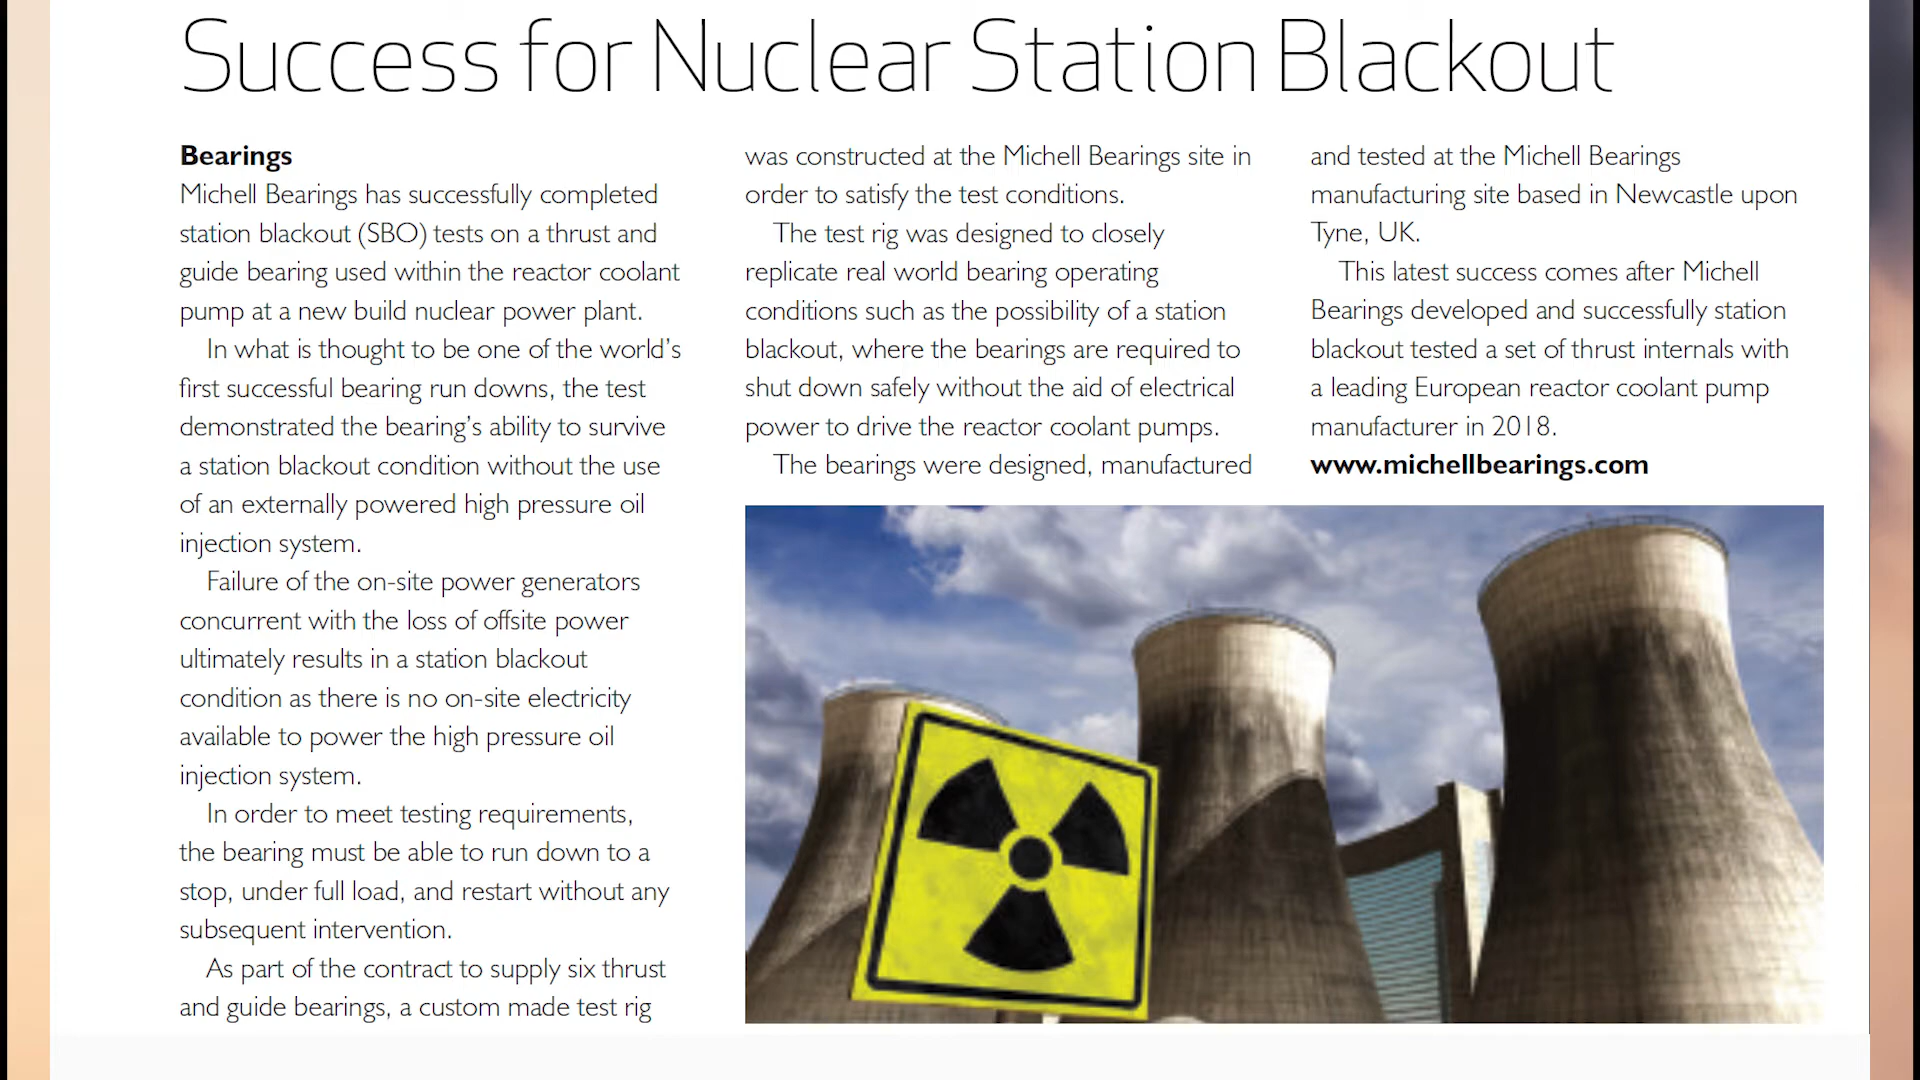 Success for Nuclear Station Blackout
Bearings
Michell Bearings has successfully completed
station blackout (SBO) tests on a thrust and
guide bearing used within the reactor coolant
pump at a new build nuclear power plant.
In what is thought to be one of the world's
first successful bearing run downs, the test
demonstrated the bearing's ability to survive
a station blackout condition without the use
of an externally powered high pressure oil
injection system.
Failure of the on-site power generators
concurrent with the loss of offsite power
ultimately results in a station blackout
condition as there is no on-site electricity
available to power the high pressure oil
injection system.
In order to meet testing requirements,
the bearing must be able to run down to a
stop, under full load, and restart without any
subsequent intervention.
As part of the contract to supply six thrust
and guide bearings, a custom made test rig
was constructed at the Michell Bearings site in
order to satisfy the test conditions.
The test rig was designed to closely
replicate real world bearing operating
conditions such as the possibility of a station
blackout, where the bearings are required to
shut down safely without the aid of electrical
power to drive the reactor coolant pumps.
The bearings were designed, manufactured
and tested at the Michell Bearings
manufacturing site based in Newcastle upon
Tyne, UK.
This latest success comes after Michell
Bearings developed and successfully station
blackout tested a set of thrust internals with
a leading European reactor coolant pump
manufacturer in 2018.
www.michellbearings.com